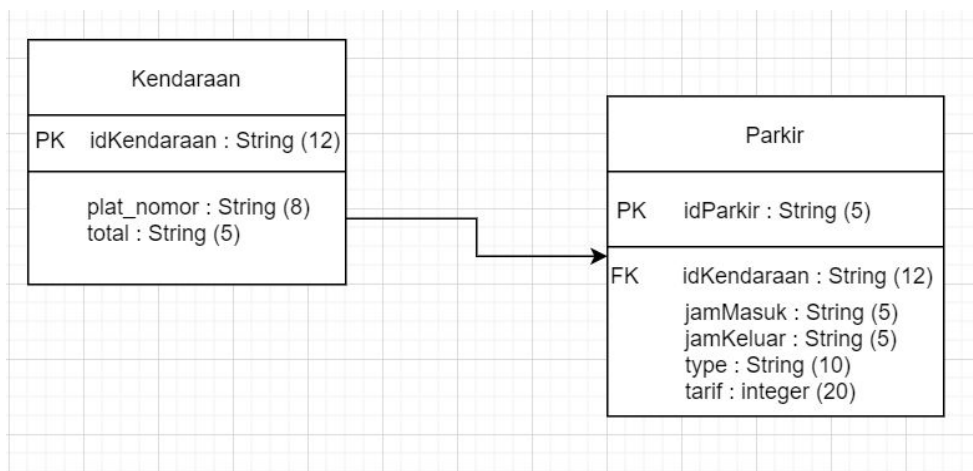 Kendaraan
PK idKendaraan : String (12)
plat_nomor : String (8)
total : String (5)
Parkir
PK idParkir : String (5)
FK idKendaraan : String (12)
jamMasuk : String (5)
jamKeluar : String (5)
type : String (10)
tarif : integer (20)